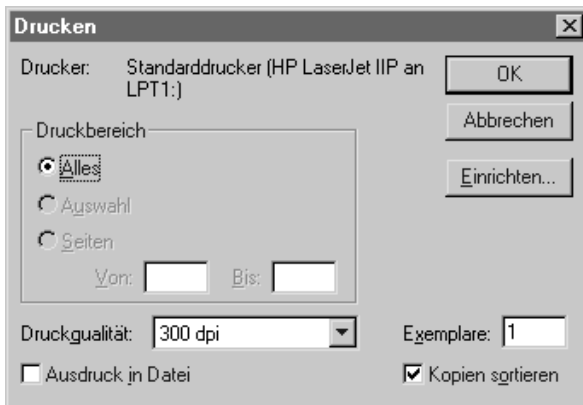 Drucken
Drucker: Standarddrucker (HP LaserJet IIP an
LPT1:)
OK
Abbrechen
Einrichten...
Druckbereich
Alles
Auswahl
Seiten
Von: Bis:
Druckqualität: 300 dpi
Exemplare: 1
Ausdruck in Datei
Kopien sortieren